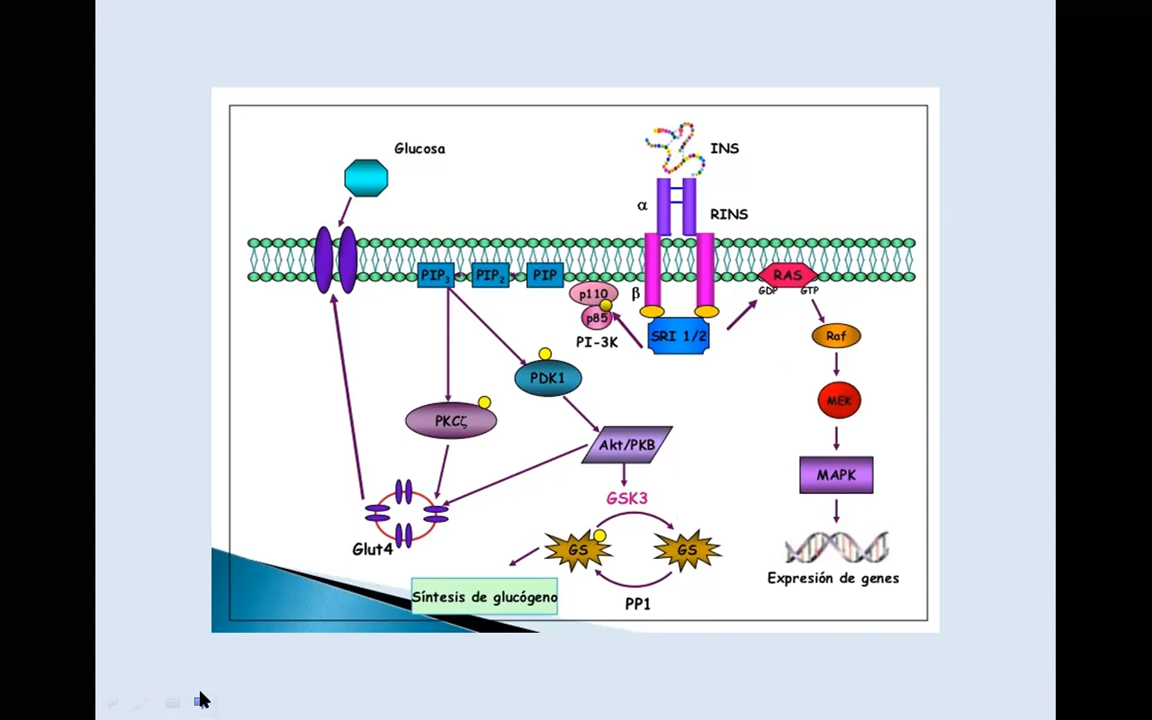 Glucosa
INS
α
RINS
PIP₃
PIP₂
PIP
p110
β
RAS
GDP
GTP
p85
PI-3K
SRI 1/2
Raf
PDK1
MEK
PKCζ
Akt/PKB
MAPK
GSK3
Glut4
GS
GS
Expresión de genes
Síntesis de glucógeno
PP1